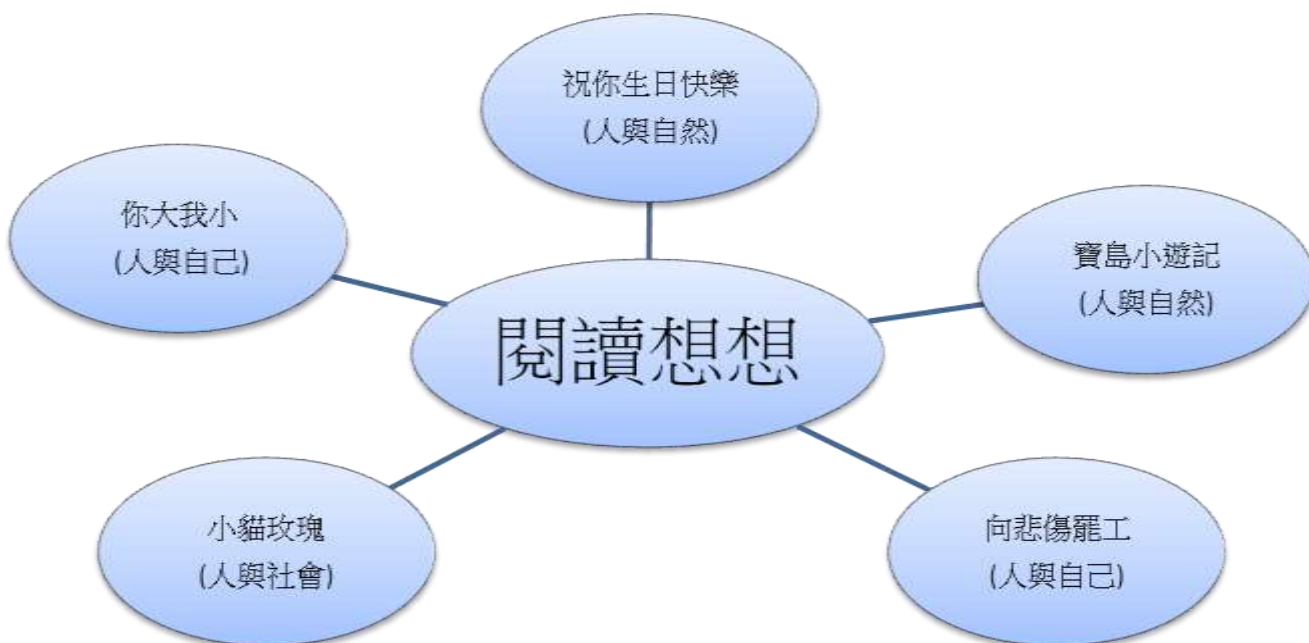 祝你生日快樂
(人與自然)
你大我小
(人與自己)
寶島小遊記
(人與自然)
閱讀想想
小貓玫瑰
(人與社會)
向悲傷罷工
(人與自己)